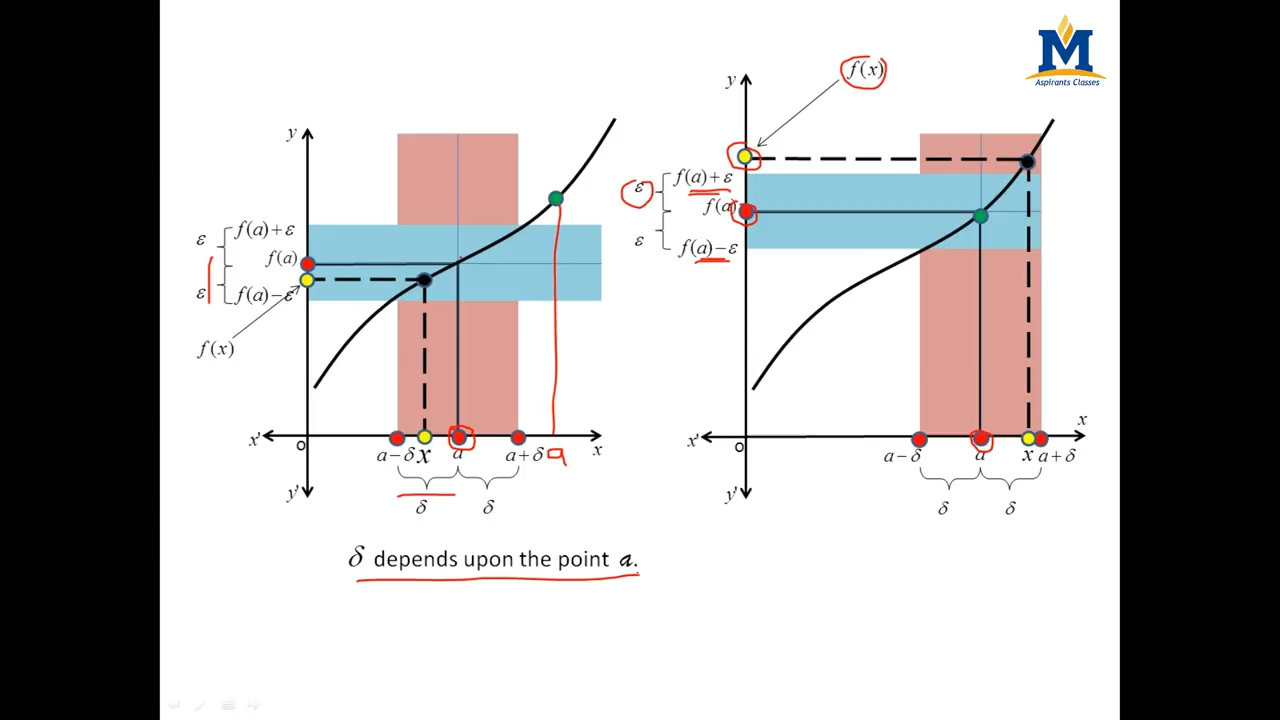 M
Aspirants Classes
y
ε
ε
f(a)+ε
f(a)
f(a)−ε
f(x)
x'
o
a−δ
x
a
a+δ
a
x
δ
δ
y'
y
f(x)
ε
ε
f(a)+ε
f(a)
f(a)−ε
x
x'
o
a−δ
a
x
a+δ
δ
δ
y'
δ depends upon the point a.